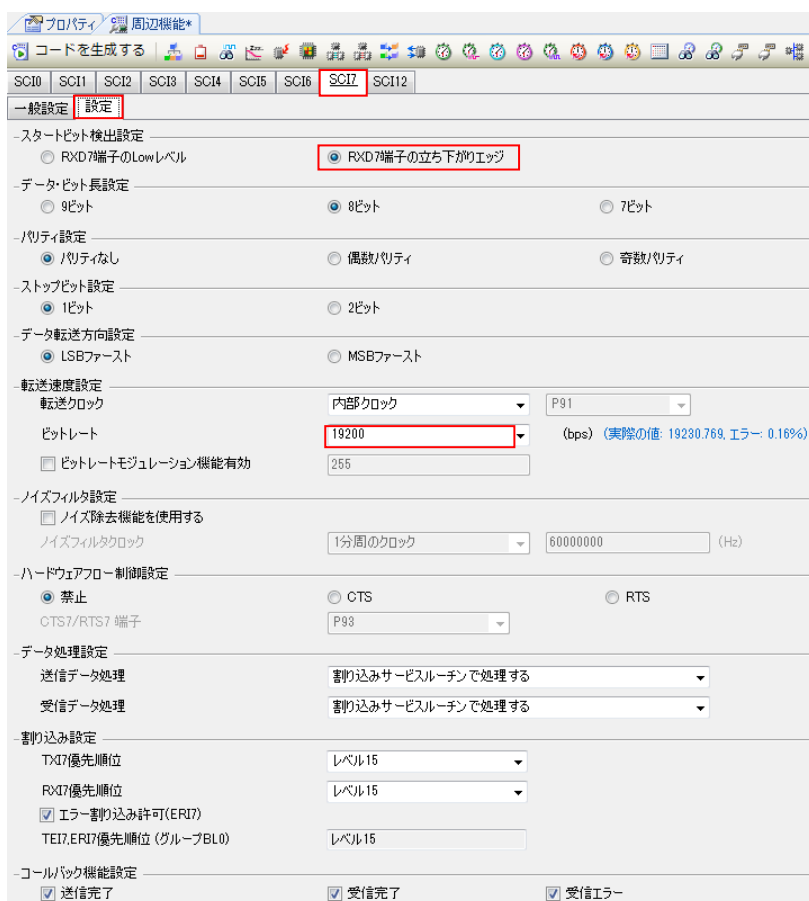 プロパティ 周辺機能*
コードを生成する
SCI0 SCI1 SCI2 SCI3 SCI4 SCI5 SCI6 SCI7 SCI12
一般設定 設定
スタートビット検出設定
RXD7端子のLowレベル RXD7端子の立ち下がりエッジ
データ・ビット長設定
9ビット 8ビット 7ビット
パリティ設定
パリティなし 偶数パリティ 奇数パリティ
ストップビット設定
1ビット 2ビット
データ転送方向設定
LSBファースト MSBファースト
転送速度設定
転送クロック 内部クロック P91
ビットレート 19200 (bps) (実際の値: 19230.769, エラー: 0.16%)
ビットレートモジュレーション機能有効 255
ノイズフィルタ設定
ノイズ除去機能を使用する
ノイズフィルタクロック 1分周のクロック 60000000 (Hz)
ハードウェアフロー制御設定
禁止 CTS RTS
CTS7/RTS7 端子 P93
データ処理設定
送信データ処理 割り込みサービスルーチンで処理する
受信データ処理 割り込みサービスルーチンで処理する
割り込み設定
TXI7優先順位 レベル15
RXI7優先順位 レベル15
エラー割り込み許可(ERI7)
TEI7,ERI7優先順位 (グループBL0) レベル15
コールバック機能設定
送信完了 受信完了 受信エラー